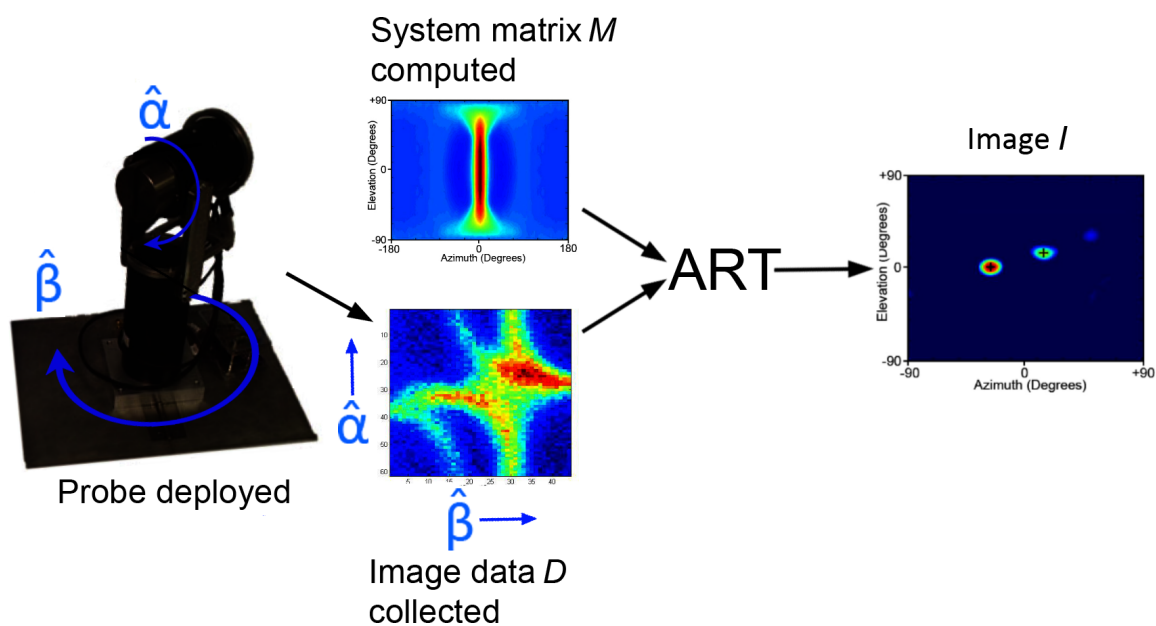 System matrix M
computed
α̂
β̂
Probe deployed
+90
0
-90
Elevation (Degrees)
-180
0
180
Azimuth (Degrees)
10
20
30
40
50
60
5
10
15
20
25
30
35
40
α̂
β̂
Image data D
collected
ART
Image I
+90
0
-90
Elevation (Degrees)
-90
0
+90
Azimuth (Degrees)